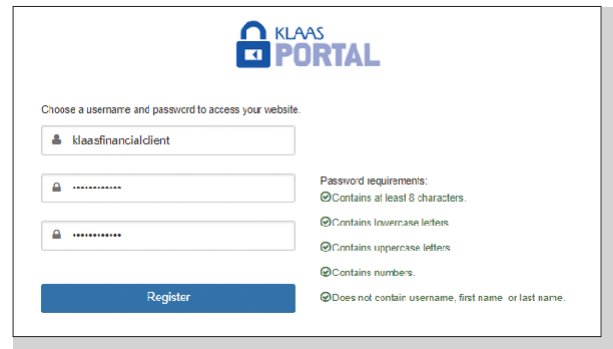 KLAAS
PORTAL
Choose a username and password to access your website.
klaasfinancialclient
••••••••••••
••••••••••••
Register
Password requirements:
Contains at least 8 characters.
Contains lowercase letters
Contains uppercase letters
Contains numbers.
Does not contain username, first name or last name.